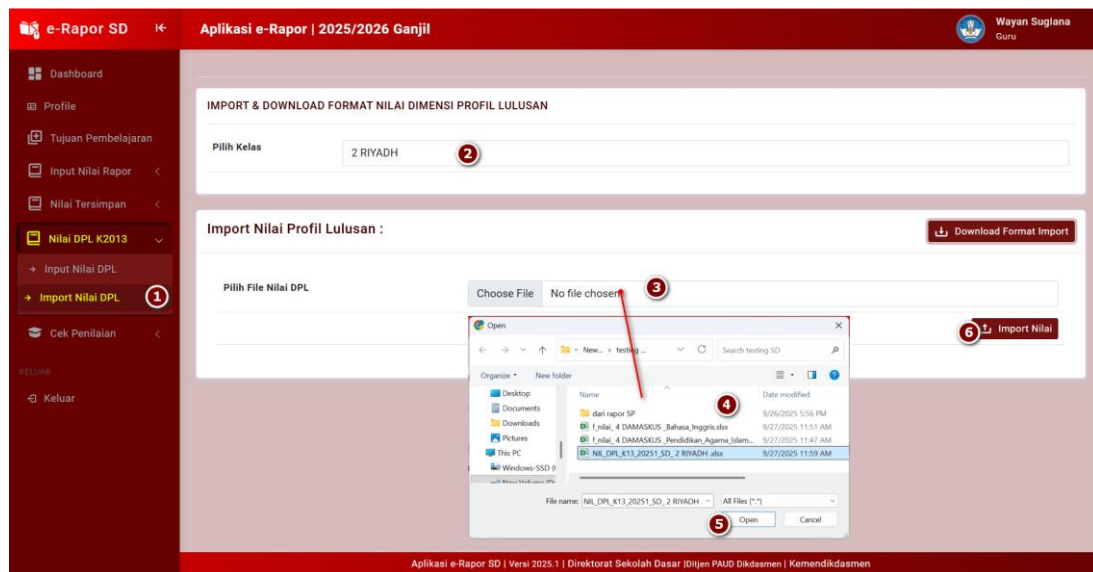 e-Rapor SD
Aplikasi e-Rapor | 2025/2026 Ganjil
Wayan Sugiana
Guru
Dashboard
Profile
Tujuan Pembelajaran
Input Nilai Rapor
Nilai Tersimpan
Nilai DPL K2013
Input Nilai DPL
Import Nilai DPL
1
Cek Penilaian
KELUAR
Keluar
IMPORT & DOWNLOAD FORMAT NILAI DIMENSI PROFIL LULUSAN
Pilih Kelas
2 RIYADH
2
Import Nilai Profil Lulusan :
Download Format Import
Pilih File Nilai DPL
Choose File No file chosen
3
6
Import Nilai
Open
New... › testing ...
Search testing SD
Organize
New folder
Desktop
Documents
Downloads
Pictures
This PC
Windows-SSD
Name
Date modified
4
dari rapor SP 9/26/2025 5:56 PM
f_nilai_ 4 DAMASKUS _Bahasa_Inggris.xlsx 9/27/2025 11:51 AM
f_nilai_ 4 DAMASKUS _Pendidikan_Agama_Islam... 9/27/2025 11:47 AM
NIL_DPL_K13_20251_SD_ 2 RIYADH .xlsx 9/27/2025 11:59 AM
File name: NIL_DPL_K13_20251_SD_ 2 RIYADH
All Files (*.*)
5
Open
Cancel
Aplikasi e-Rapor SD | Versi 2025.1 | Direktorat Sekolah Dasar |Ditjen PAUD Dikdasmen | Kemendikdasmen